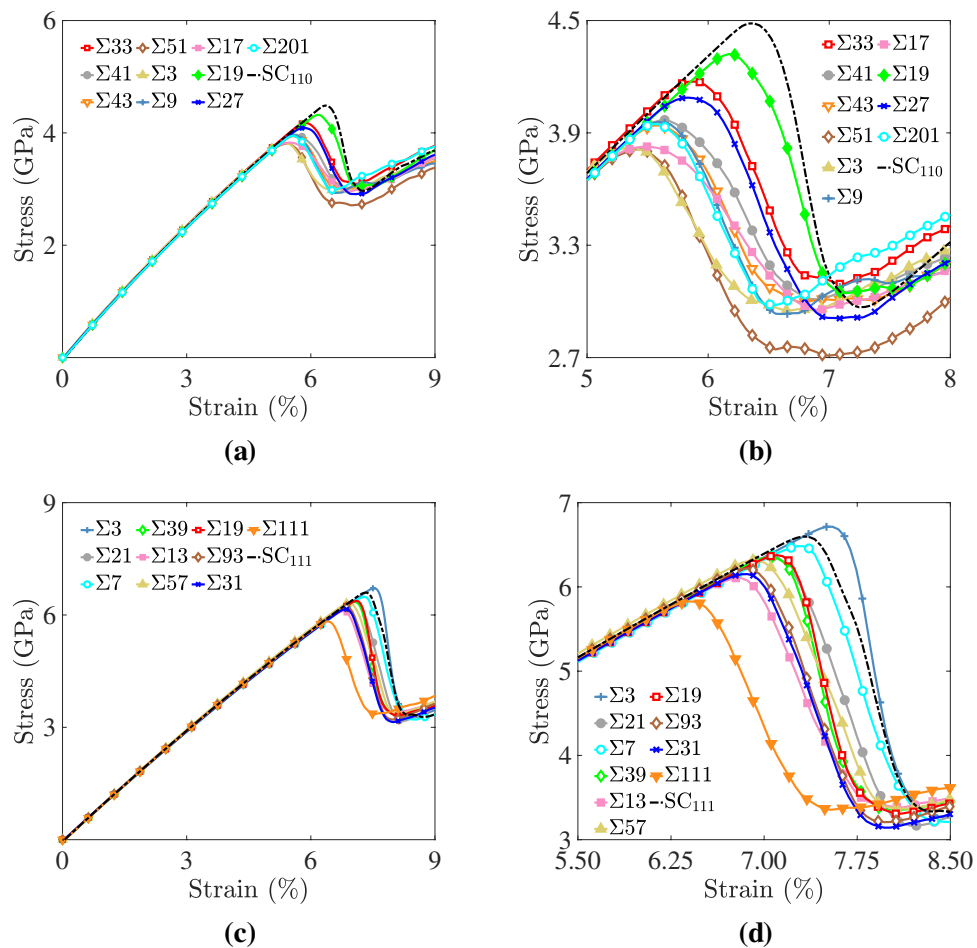 6
4
2
0
0 3 6 9
Stress (GPa)
Strain (%)
Σ33 Σ51 Σ17 Σ201
Σ41 Σ3 Σ19 SC110
Σ43 Σ9 Σ27
(a)
4.5
3.9
3.3
2.7
5 6 7 8
Stress (GPa)
Strain (%)
Σ33 Σ17
Σ41 Σ19
Σ43 Σ27
Σ51 Σ201
Σ3 SC110
Σ9
(b)
9
6
3
0 3 6 9
Stress (GPa)
Strain (%)
Σ3 Σ39 Σ19 Σ111
Σ21 Σ13 Σ93 SC111
Σ7 Σ57 Σ31
(c)
7
6
5
4
3
5.50 6.25 7.00 7.75 8.50
Stress (GPa)
Strain (%)
Σ3 Σ19
Σ21 Σ93
Σ7 Σ31
Σ39 Σ111
Σ13 SC111
Σ57
(d)